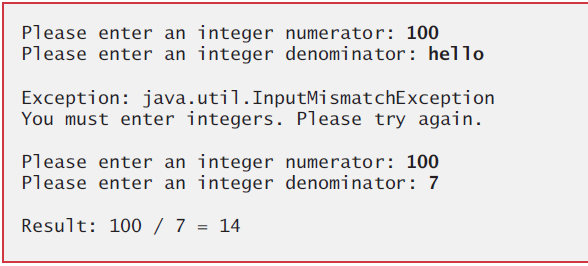 Please enter an integer numerator: 100
Please enter an integer denominator: hello
Exception: java.util.InputMismatchException
You must enter integers. Please try again.
Please enter an integer numerator: 100
Please enter an integer denominator: 7
Result: 100 / 7 = 14